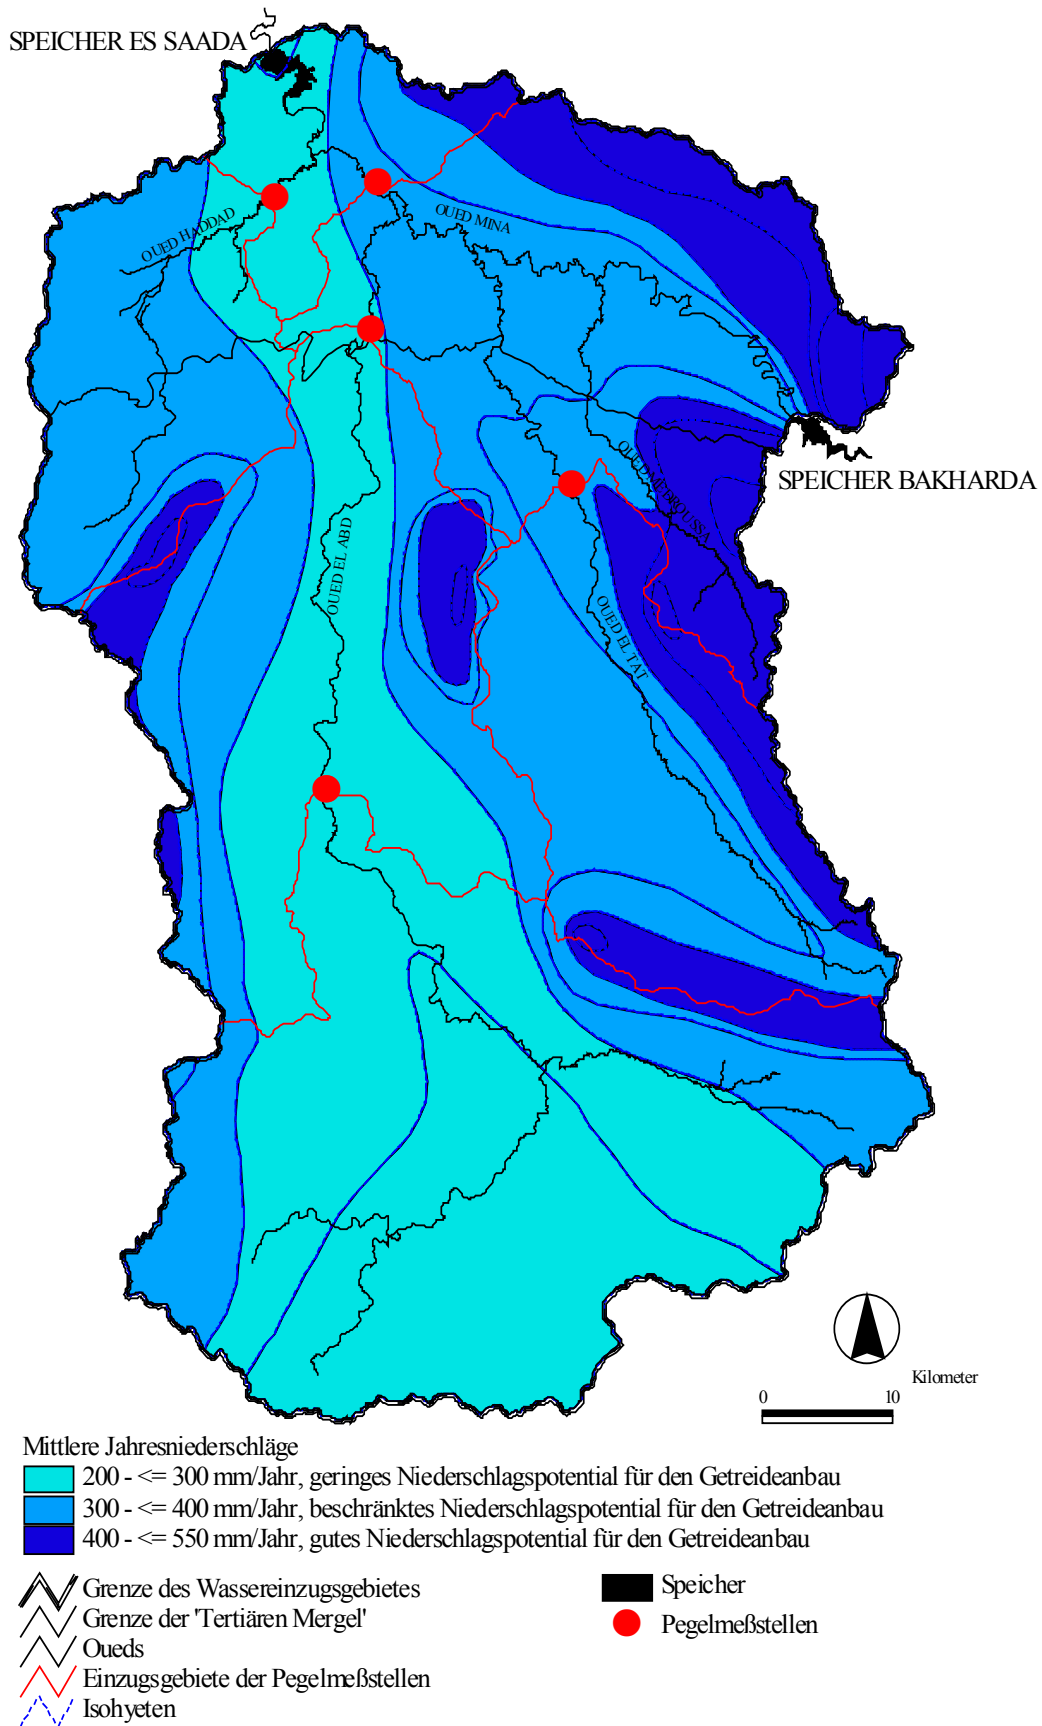 SPEICHER ES SAADA
OUED HADDAD
OUED MINA
SPEICHER BAKHARDA
OUED EL ABD
OUED EL TAT
Kilometer
0 10
Mittlere Jahresniederschläge
200 - <= 300 mm/Jahr, geringes Niederschlagspotential für den Getreideanbau
300 - <= 400 mm/Jahr, beschränktes Niederschlagspotential für den Getreideanbau
400 - <= 550 mm/Jahr, gutes Niederschlagspotential für den Getreideanbau
Grenze des Wassereinzugsgebietes
Grenze der 'Tertiären Mergel'
Oueds
Einzugsgebiete der Pegelmeßstellen
Isohyeten
Speicher
Pegelmeßstellen